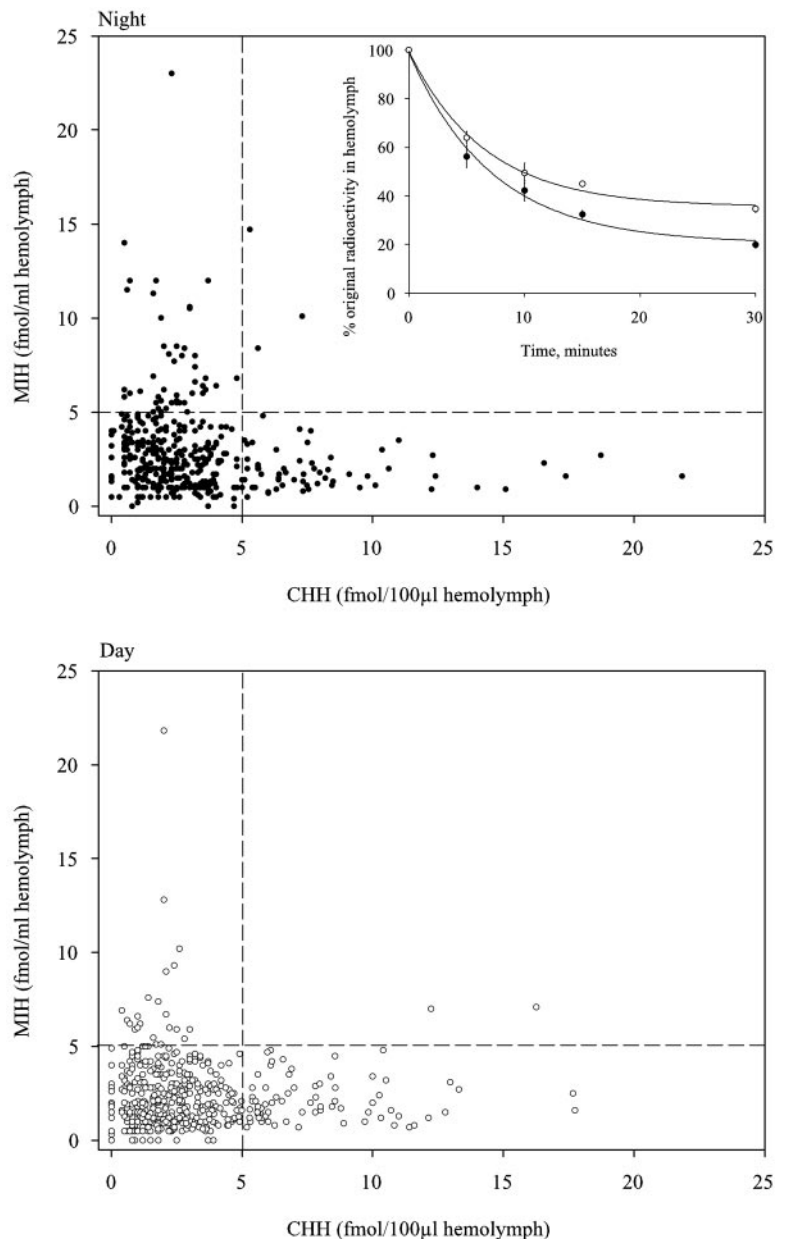 Night
25
20
15
10
5
0
MIH (fmol/ml hemolymph)
0 5 10 15 20 25
CHH (fmol/100µl hemolymph)
100
80
60
40
20
0
% original radioactivity in hemolymph
0 10 20 30
Time, minutes
Day
25
20
15
10
5
0
MIH (fmol/ml hemolymph)
0 5 10 15 20 25
CHH (fmol/100µl hemolymph)